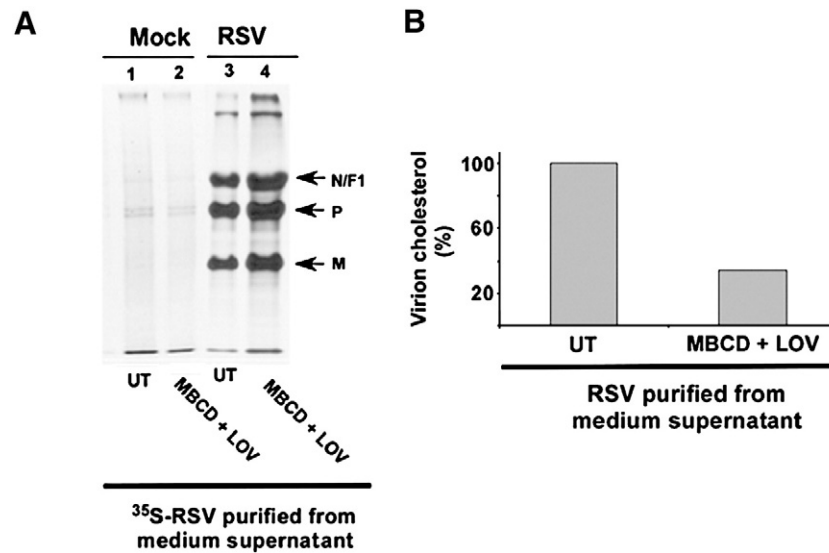 A
Mock RSV
1 2 3 4
N/F1
P
M
UT MBCD + LOV UT MBCD + LOV
³⁵S-RSV purified from
medium supernatant
B
Virion cholesterol
(%)
100
60
20
UT MBCD + LOV
RSV purified from
medium supernatant